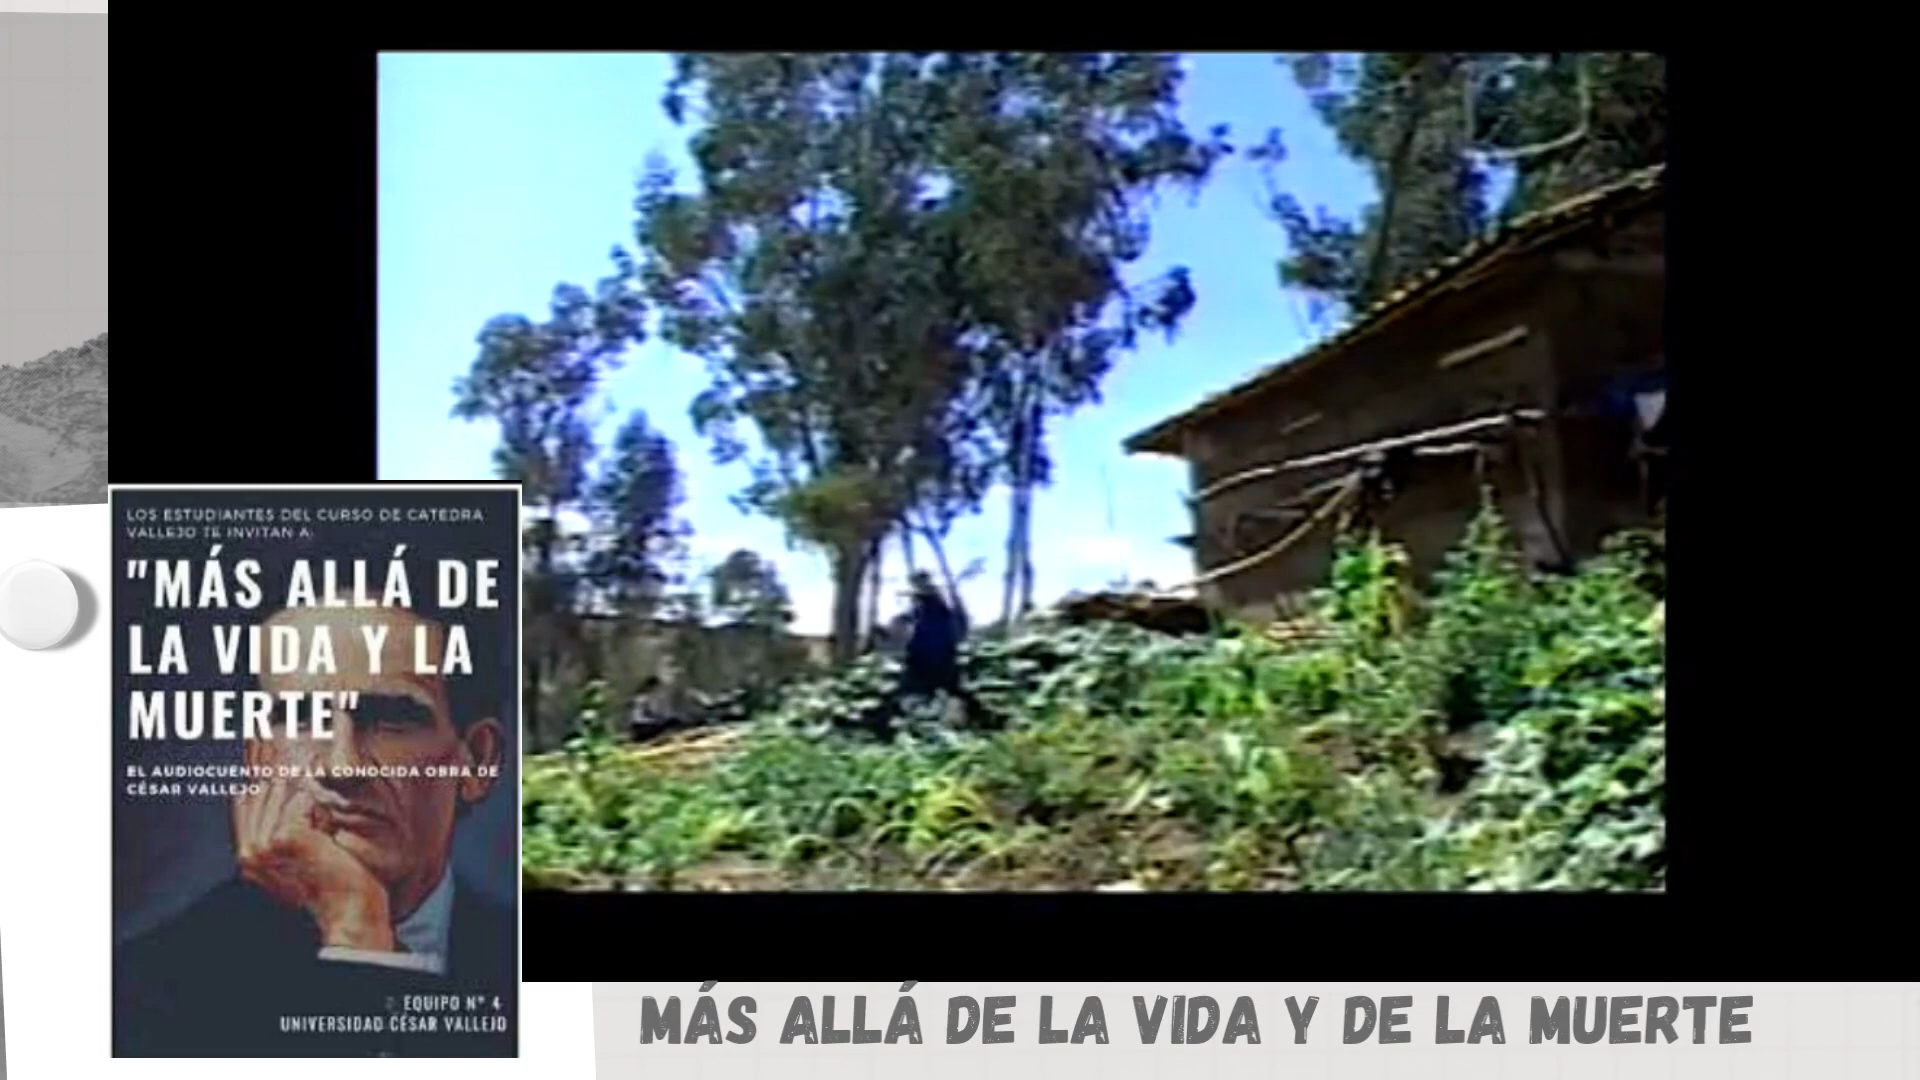 LOS ESTUDIANTES DEL CURSO DE CATEDRA
VALLEJO TE INVITAN A:
"MÁS ALLÁ DE
LA VIDA Y LA
MUERTE"
EL AUDIOCUENTO DE LA CONOCIDA OBRA DE
CÉSAR VALLEJO
EQUIPO N° 4
UNIVERSIDAD CÉSAR VALLEJO
MÁS ALLÁ DE LA VIDA Y DE LA MUERTE